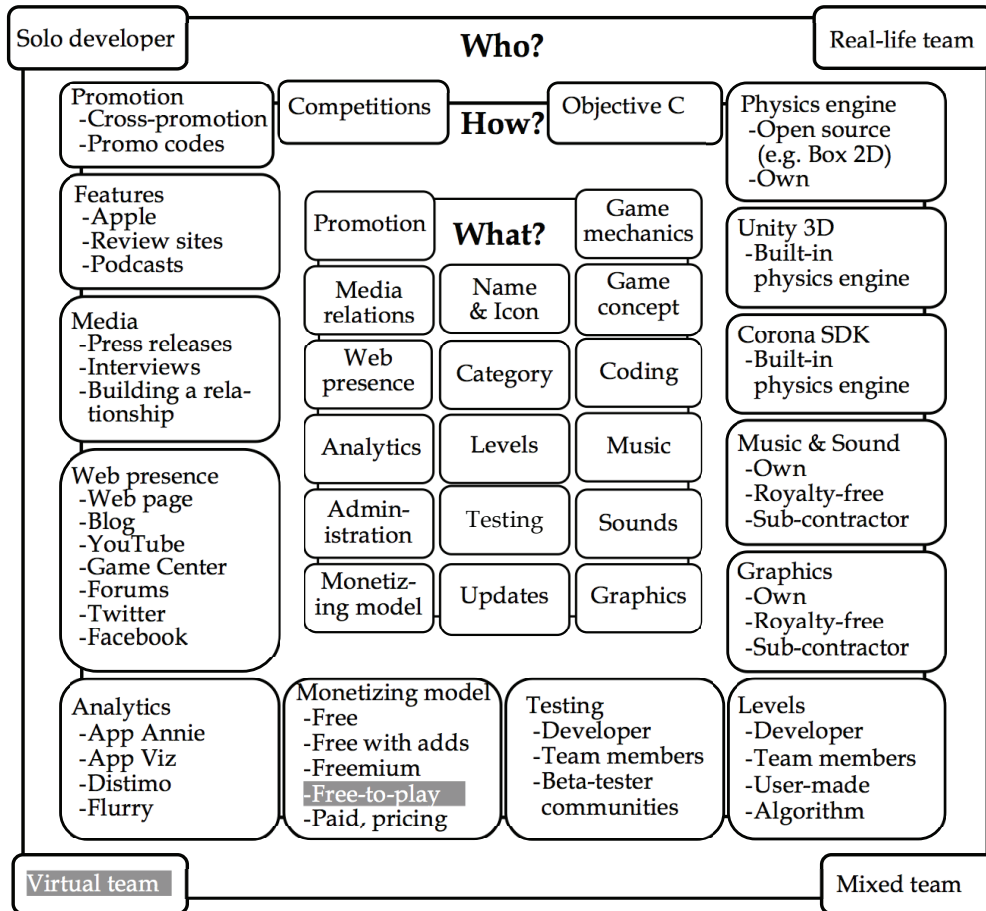 Solo developer
Who?
Real-life team
Promotion
-Cross-promotion
-Promo codes
Competitions
How?
Objective C
Physics engine
-Open source
(e.g. Box 2D)
-Own
Features
-Apple
-Review sites
-Podcasts
Media
-Press releases
-Interviews
-Building a rela-
tionship
Web presence
-Web page
-Blog
-YouTube
-Game Center
-Forums
-Twitter
-Facebook
Promotion
What?
Game
mechanics
Media
relations
Name
& Icon
Game
concept
Web
presence
Category
Coding
Analytics
Levels
Music
Admin-
istration
Testing
Sounds
Monetiz-
ing model
Updates
Graphics
Unity 3D
-Built-in
physics engine
Corona SDK
-Built-in
physics engine
Music & Sound
-Own
-Royalty-free
-Sub-contractor
Graphics
-Own
-Royalty-free
-Sub-contractor
Analytics
-App Annie
-App Viz
-Distimo
-Flurry
Monetizing model
-Free
-Free with adds
-Freemium
-Free-to-play
-Paid, pricing
Testing
-Developer
-Team members
-Beta-tester
communities
Levels
-Developer
-Team members
-User-made
-Algorithm
Virtual team
Mixed team